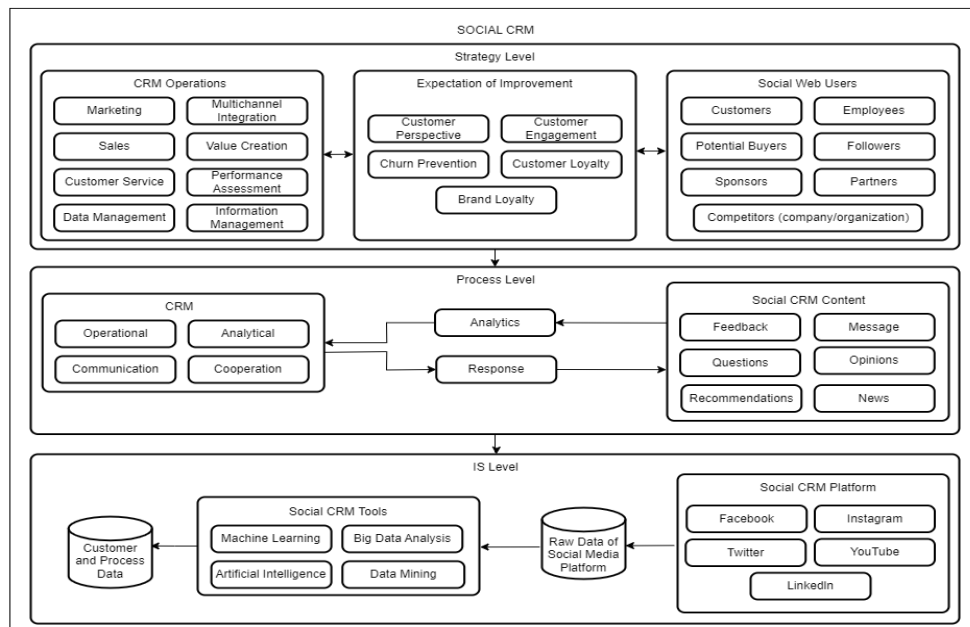 SOCIAL CRM
Strategy Level
CRM Operations
Marketing
Multichannel
Integration
Sales
Value Creation
Customer Service
Performance
Assessment
Data Management
Information
Management
Expectation of Improvement
Customer
Perspective
Customer
Engagement
Churn Prevention
Customer Loyalty
Brand Loyalty
Social Web Users
Customers
Employees
Potential Buyers
Followers
Sponsors
Partners
Competitors (company/organization)
Process Level
CRM
Operational
Analytical
Communication
Cooperation
Analytics
Response
Social CRM Content
Feedback
Message
Questions
Opinions
Recommendations
News
IS Level
Customer
and Process
Data
Social CRM Tools
Machine Learning
Big Data Analysis
Artificial Intelligence
Data Mining
Raw Data of
Social Media
Platform
Social CRM Platform
Facebook
Instagram
Twitter
YouTube
LinkedIn